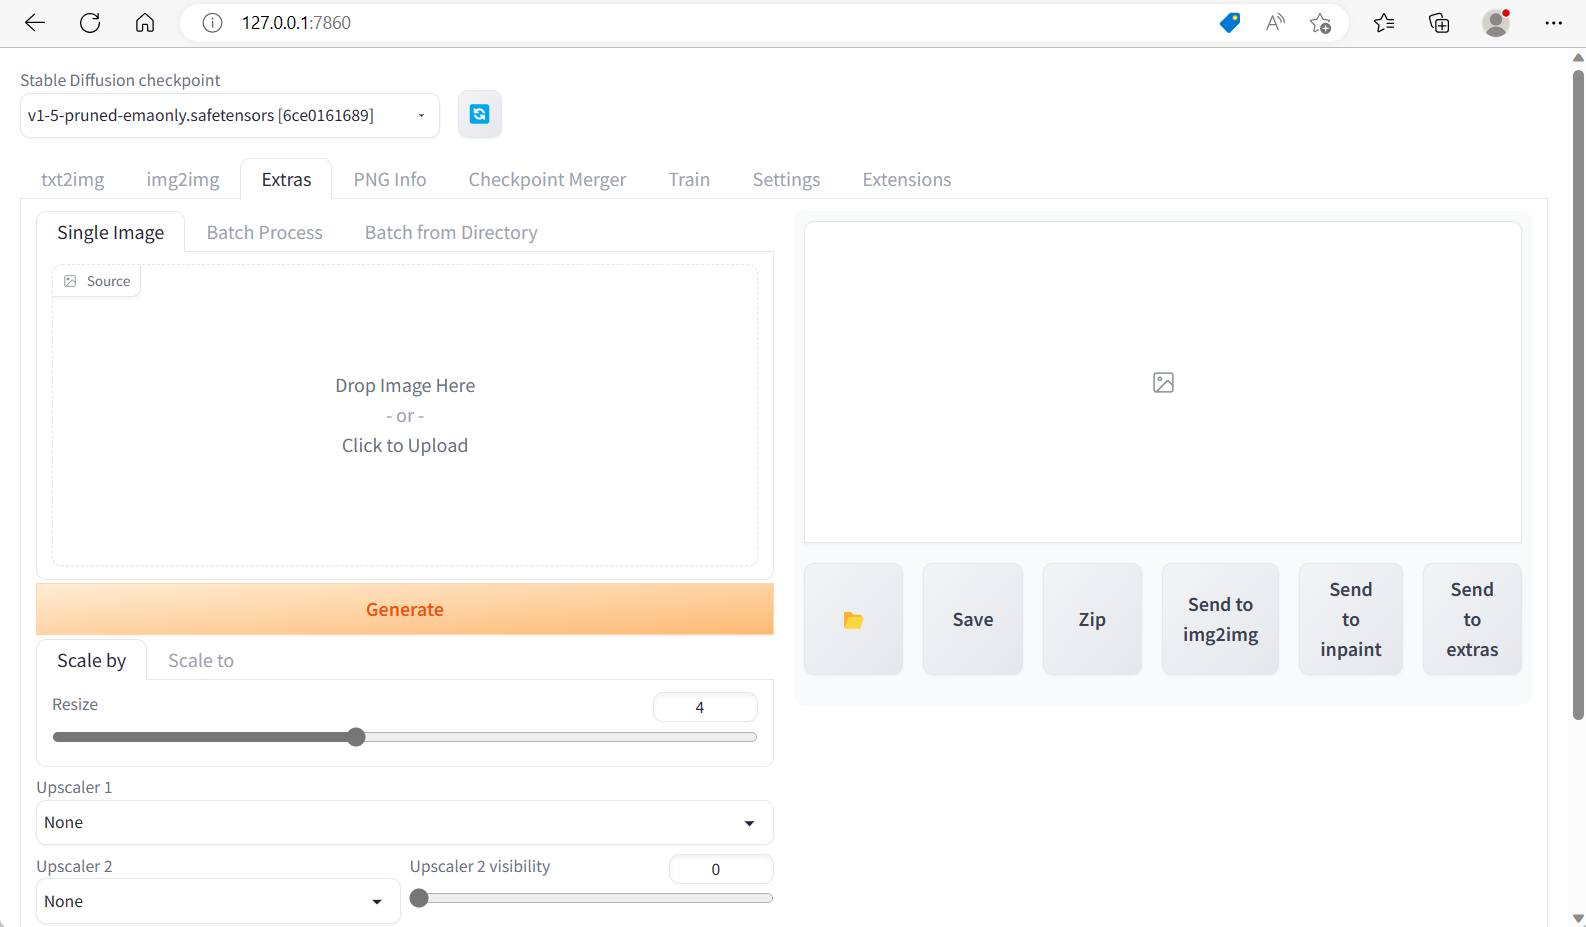 127.0.0.1:7860
Stable Diffusion checkpoint
v1-5-pruned-emaonly.safetensors [6ce0161689]
txt2img img2img Extras PNG Info Checkpoint Merger Train Settings Extensions
Single Image Batch Process Batch from Directory
Source
Drop Image Here
- or -
Click to Upload
Generate
Save
Zip
Send to
img2img
Send
to
inpaint
Send
to
extras
Scale by Scale to
Resize 4
Upscaler 1
None
Upscaler 2
None
Upscaler 2 visibility 0